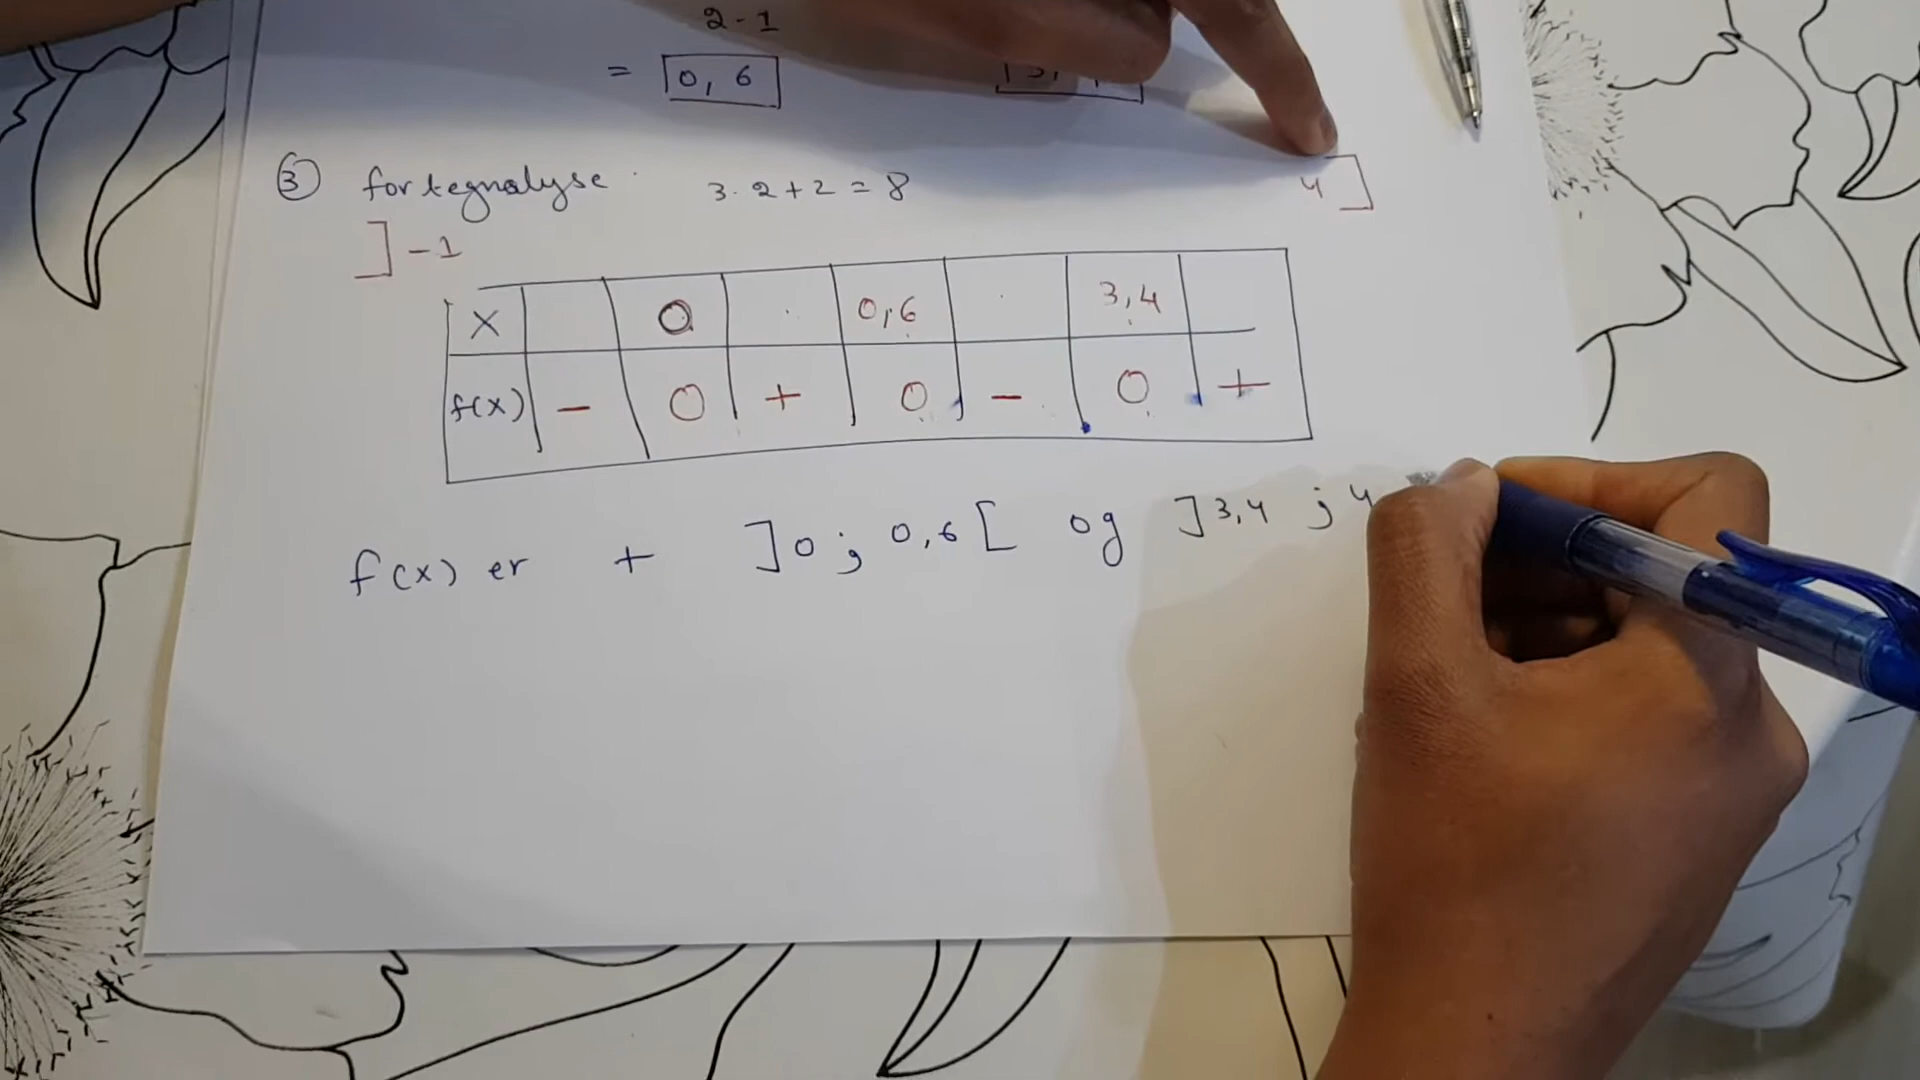 2-1
= 0, 6
③ fortegnalyse 3.2+2=8 4]
]-1
X 0 0,6 3,4
f(x) - 0 + 0 - 0 +
f(x) er + ]0 ; 0,6[ og ]3,4 ; 4